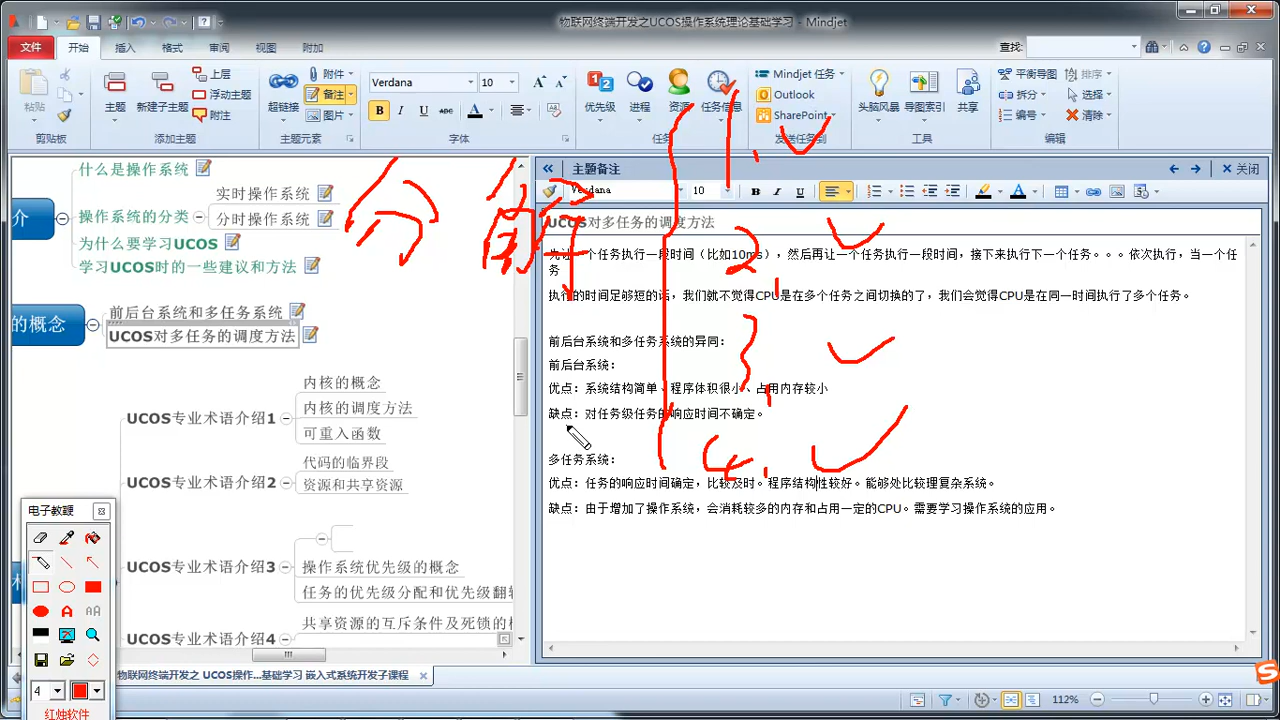 物联网终端开发之UCOS操作系统理论基础学习 - Mindjet
文件 开始 插入 格式 审阅 视图 附加 查找:
粘贴 主题 新建子主题 上层 浮动主题 附注 超链接 附件 备注 图片 Verdana 10 优先级 进程 资源 任务信息 Mindjet 任务 Outlook SharePoint 头脑风暴 导图索引 共享 平衡导图 排序 拆分 选择 编号 清除
B I U abc A
剪贴板 添加主题 主题元素 字体 任务 发送任务到 工具 编辑
什么是操作系统
介
操作系统的分类
实时操作系统
分时操作系统
为什么要学习UCOS
学习UCOS时的一些建议和方法
的概念
前后台系统和多任务系统
UCOS对多任务的调度方法
UCOS专业术语介绍1
内核的概念
内核的调度方法
可重入函数
UCOS专业术语介绍2
代码的临界段
资源和共享资源
UCOS专业术语介绍3
操作系统优先级的概念
任务的优先级分配和优先级翻转
UCOS专业术语介绍4
共享资源的互斥条件及死锁的
分解
1.
2.
3.
4.
主题备注 关闭
Verdana 10 B I U
UCOS对多任务的调度方法
先让一个任务执行一段时间（比如10ms），然后再让一个任务执行一段时间，接下来执行下一个任务。。。依次执行，当一个任
务
执行的时间足够短的话，我们就不觉得CPU是在多个任务之间切换的了，我们会觉得CPU是在同一时间执行了多个任务。
前后台系统和多任务系统的异同：
前后台系统：
优点：系统结构简单、程序体积很小、占用内存较小
缺点：对任务级任务的响应时间不确定。
多任务系统：
优点：任务的响应时间确定，比较及时。程序结构性较好。能够处比较理复杂系统。
缺点：由于增加了操作系统，会消耗较多的内存和占用一定的CPU。需要学习操作系统的应用。
电子教鞭
4
红烛软件
物联网终端开发之 UCOS操作...基础学习 嵌入式系统开发子课程
112%